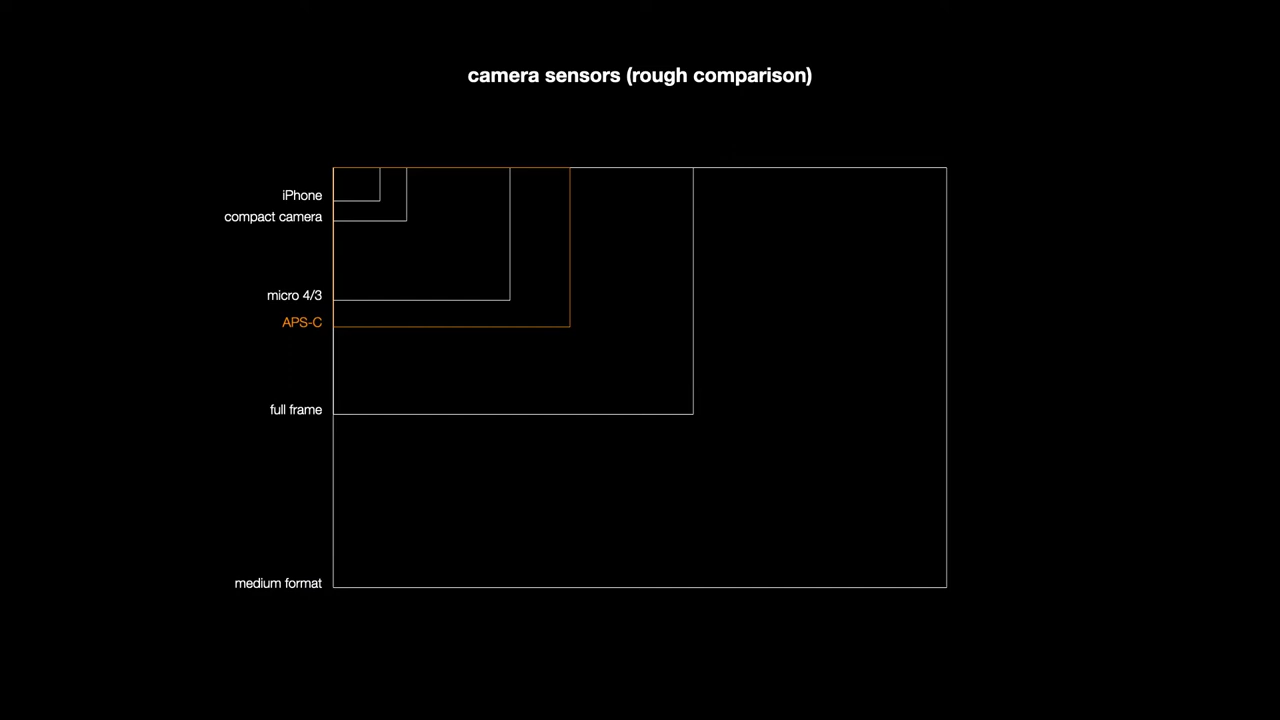 camera sensors (rough comparison)
iPhone
compact camera
micro 4/3
APS-C
full frame
medium format